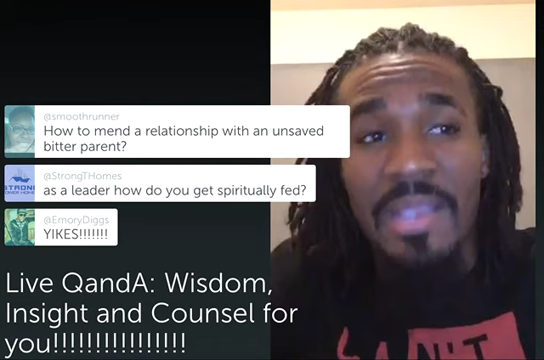 @smoothrunner
How to mend a relationship with an unsaved
bitter parent?
@StrongTHomes
STRONG
as a leader how do you get spiritually fed?
@EmoryDiggs
YIKES!!!!!!!
Live QandA: Wisdom,
Insight and Counsel for
you!!!!!!!!!!!!!!!!!